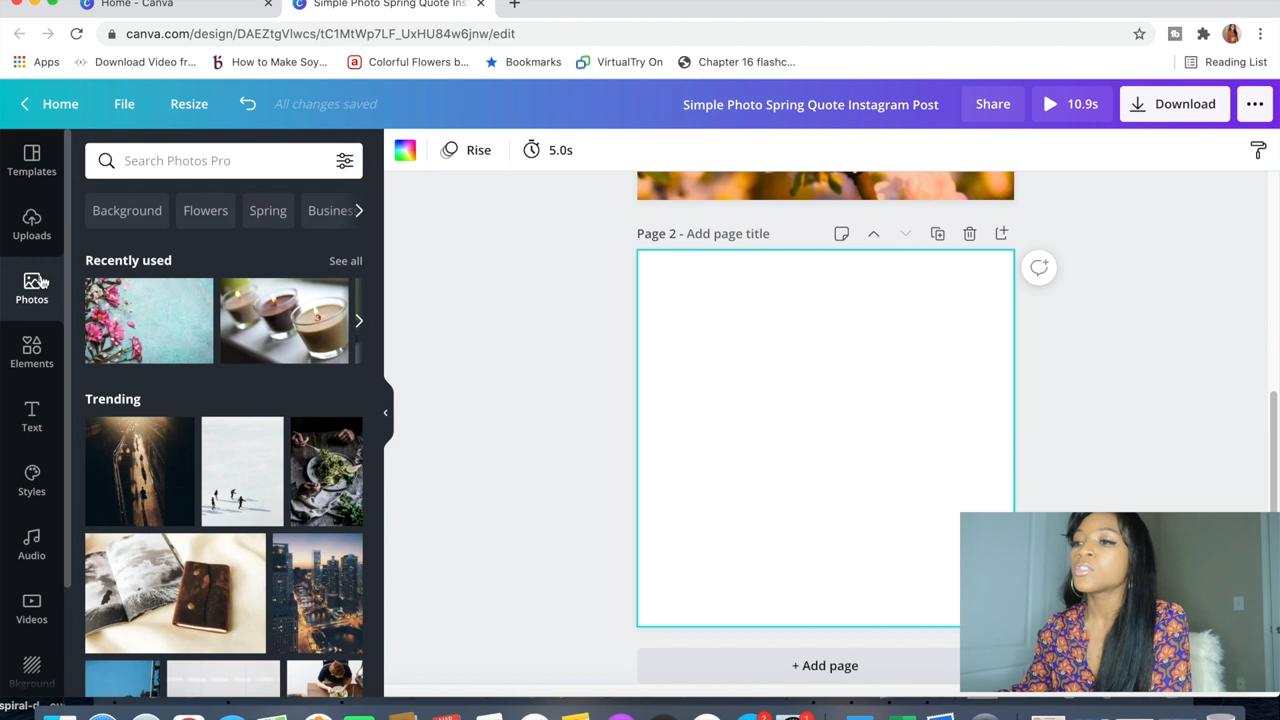 Home - Canva
Simple Photo Spring Quote Ins
canva.com/design/DAEZtgVlwcs/tC1MtWp7LF_UxHU84w6jnw/edit
Apps
Download Video fr...
How to Make Soy...
Colorful Flowers b...
Bookmarks
VirtualTry On
Chapter 16 flashc...
Reading List
Home
File
Resize
All changes saved
Simple Photo Spring Quote Instagram Post
Share
10.9s
Download
Templates
Uploads
Photos
Elements
Text
Styles
Audio
Videos
Bkground
Search Photos Pro
Background
Flowers
Spring
Busines
Recently used
See all
Trending
Rise
5.0s
Page 2 - Add page title
+ Add page